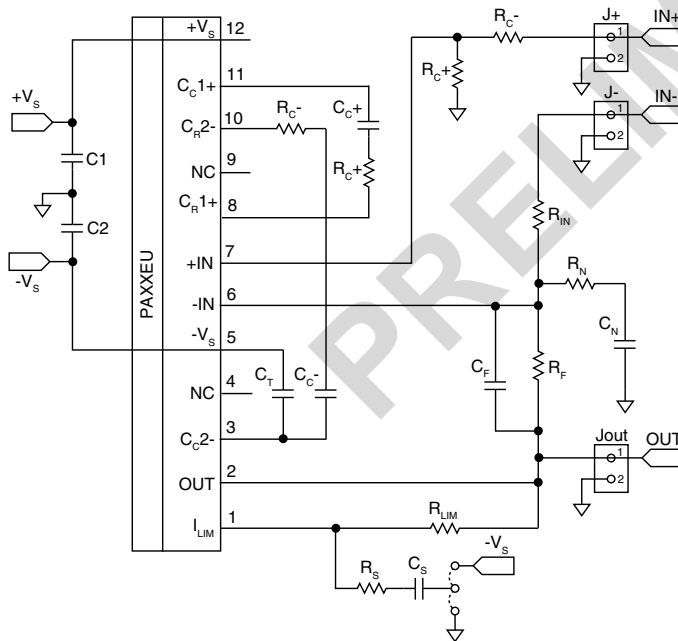 PRELIM
+VS 12
CC1+ 11
CR2- 10
NC 9
CR1+ 8
+IN 7
-IN 6
-VS 5
NC 4
CC2- 3
OUT 2
ILIM 1
PAXXEU
+VS
C1
C2
-VS
RC-
CC+
RC+
CT
CC-
RC-
RC+
J+
1
2
IN+
J-
1
2
IN-
RIN
RN
CN
CF
RF
Jout
1
2
OUT
RLIM
RS
CS
-VS